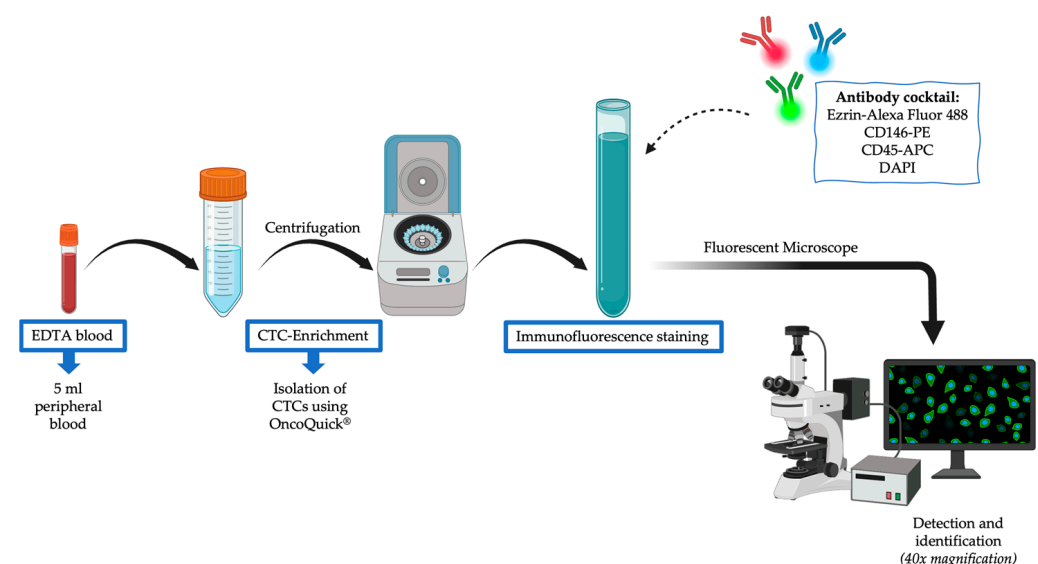 Antibody cocktail:
Ezrin-Alexa Fluor 488
CD146-PE
CD45-APC
DAPI
Centrifugation
Fluorescent Microscope
EDTA blood
CTC-Enrichment
Immunofluorescence staining
5 ml
peripheral
blood
Isolation of
CTCs using
OncoQuick®
Detection and
identification
(40x magnification)